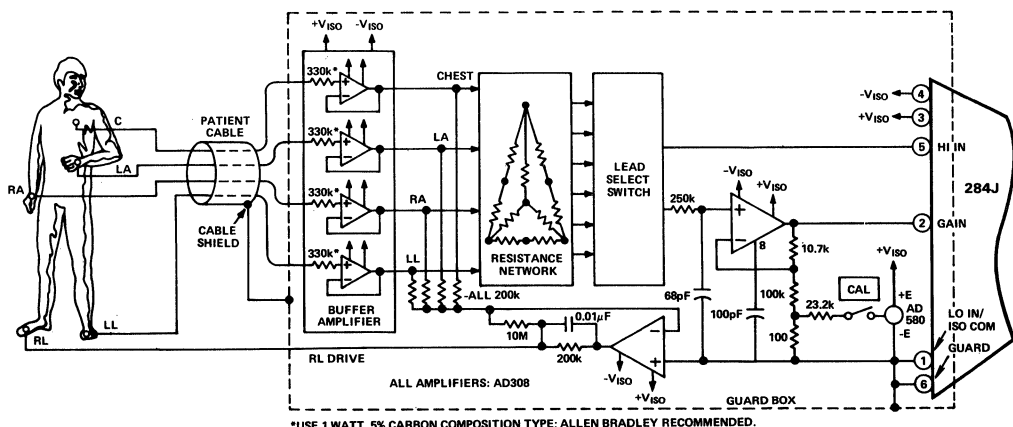 +VISO
-VISO
330k*
CHEST
-VISO
4
PATIENT
CABLE
C
+VISO
3
330k*
LA
HI IN
5
LA
LEAD
SELECT
SWITCH
284J
RA
330k*
RA
-VISO
+VISO
250k
2
GAIN
8
CABLE
SHIELD
330k*
LL
RESISTANCE
NETWORK
10.7k
+VISO
-ALL 200k
BUFFER
AMPLIFIER
68pF
100pF
100k
CAL
23.2k
+E
AD
580
-E
LO IN/
ISO COM
GUARD
0.01μF
LL
10M
100
RL
RL DRIVE
200k
1
-VISO
+VISO
6
ALL AMPLIFIERS: AD308
GUARD BOX
*USE 1 WATT, 5% CARBON COMPOSITION TYPE: ALLEN BRADLEY RECOMMENDED.